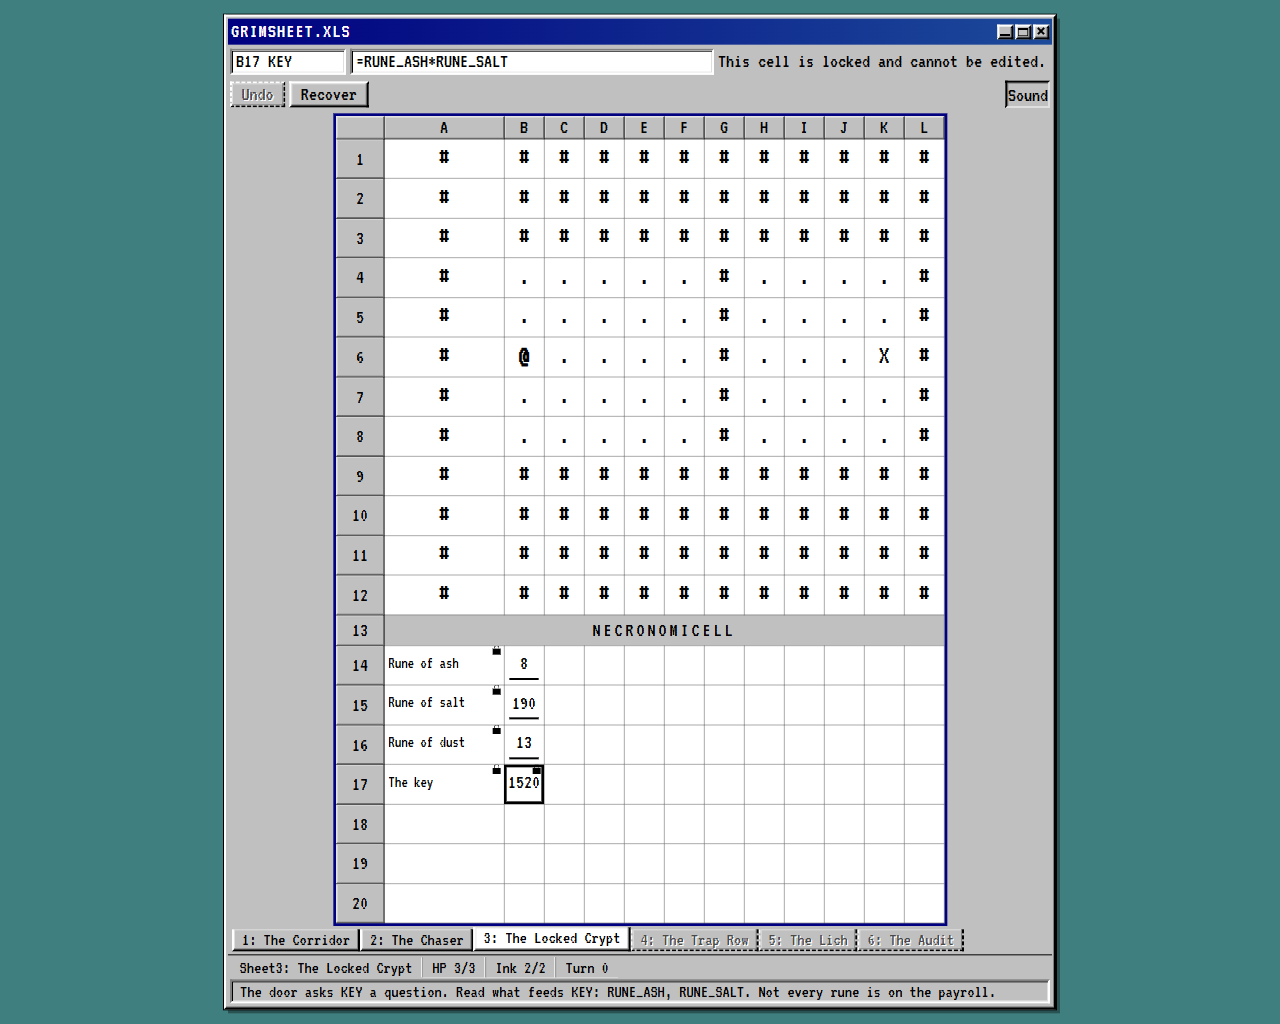 GRIMSHEET.XLS
B17 KEY =RUNE_ASH*RUNE_SALT This cell is locked and cannot be edited.
Undo Recover Sound
A B C D E F G H I J K L
1 # # # # # # # # # # # #
2 # # # # # # # # # # # #
3 # # # # # # # # # # # #
4 # . . . . . # . . . . #
5 # . . . . . # . . . . #
6 # @ . . . . # . . . X #
7 # . . . . . # . . . . #
8 # . . . . . # . . . . #
9 # # # # # # # # # # # #
10 # # # # # # # # # # # #
11 # # # # # # # # # # # #
12 # # # # # # # # # # # #
13 NECRONOMICELL
14 Rune of ash 8
15 Rune of salt 190
16 Rune of dust 13
17 The key 1520
18
19
20
1: The Corridor 2: The Chaser 3: The Locked Crypt 4: The Trap Row 5: The Lich 6: The Audit
Sheet3: The Locked Crypt HP 3/3 Ink 2/2 Turn 0
The door asks KEY a question. Read what feeds KEY: RUNE_ASH, RUNE_SALT. Not every rune is on the payroll.